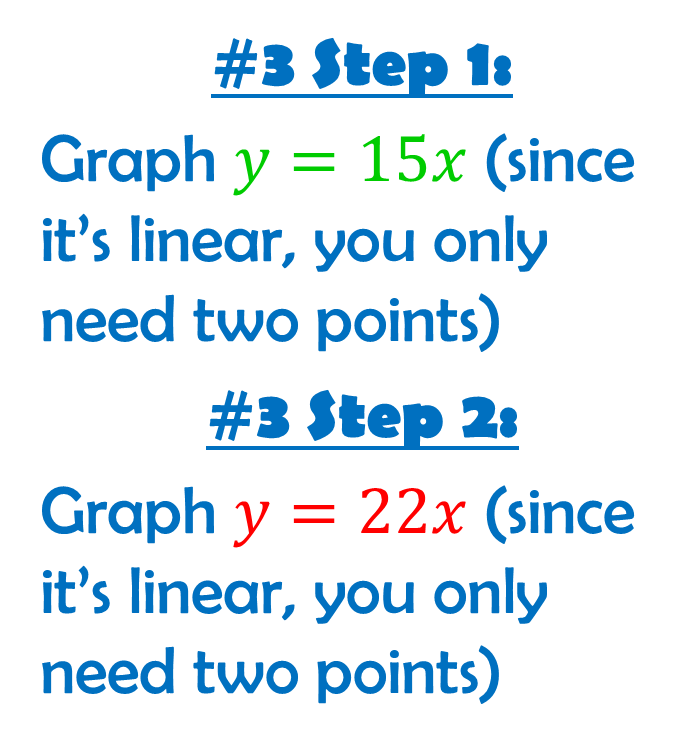 #3 Step 1:
Graph y = 15x (since
it’s linear, you only
need two points)
#3 Step 2:
Graph y = 22x (since
it’s linear, you only
need two points)